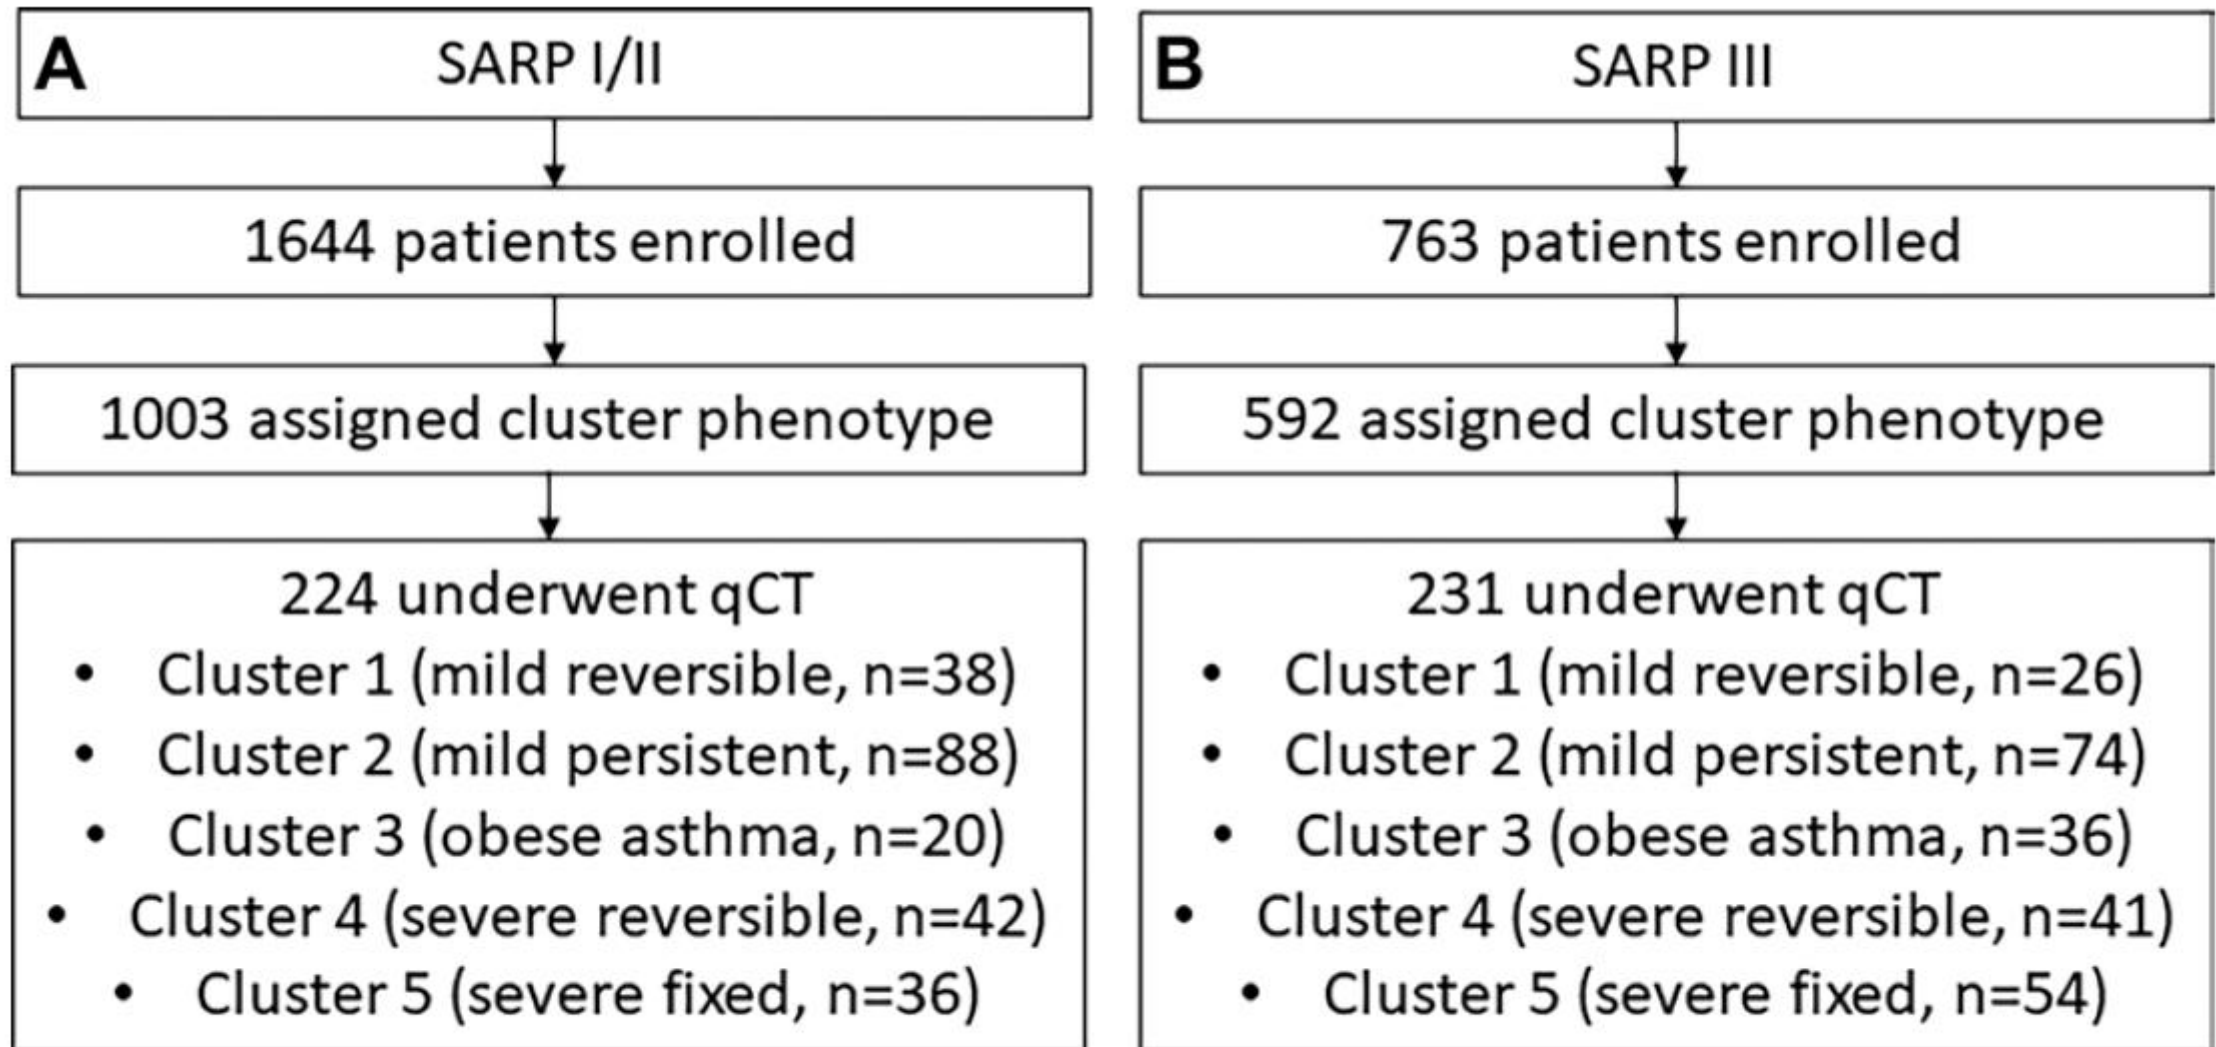 A
SARP I/II
1644 patients enrolled
1003 assigned cluster phenotype
224 underwent qCT
• Cluster 1 (mild reversible, n=38)
• Cluster 2 (mild persistent, n=88)
• Cluster 3 (obese asthma, n=20)
• Cluster 4 (severe reversible, n=42)
• Cluster 5 (severe fixed, n=36)
B
SARP III
763 patients enrolled
592 assigned cluster phenotype
231 underwent qCT
• Cluster 1 (mild reversible, n=26)
• Cluster 2 (mild persistent, n=74)
• Cluster 3 (obese asthma, n=36)
• Cluster 4 (severe reversible, n=41)
• Cluster 5 (severe fixed, n=54)